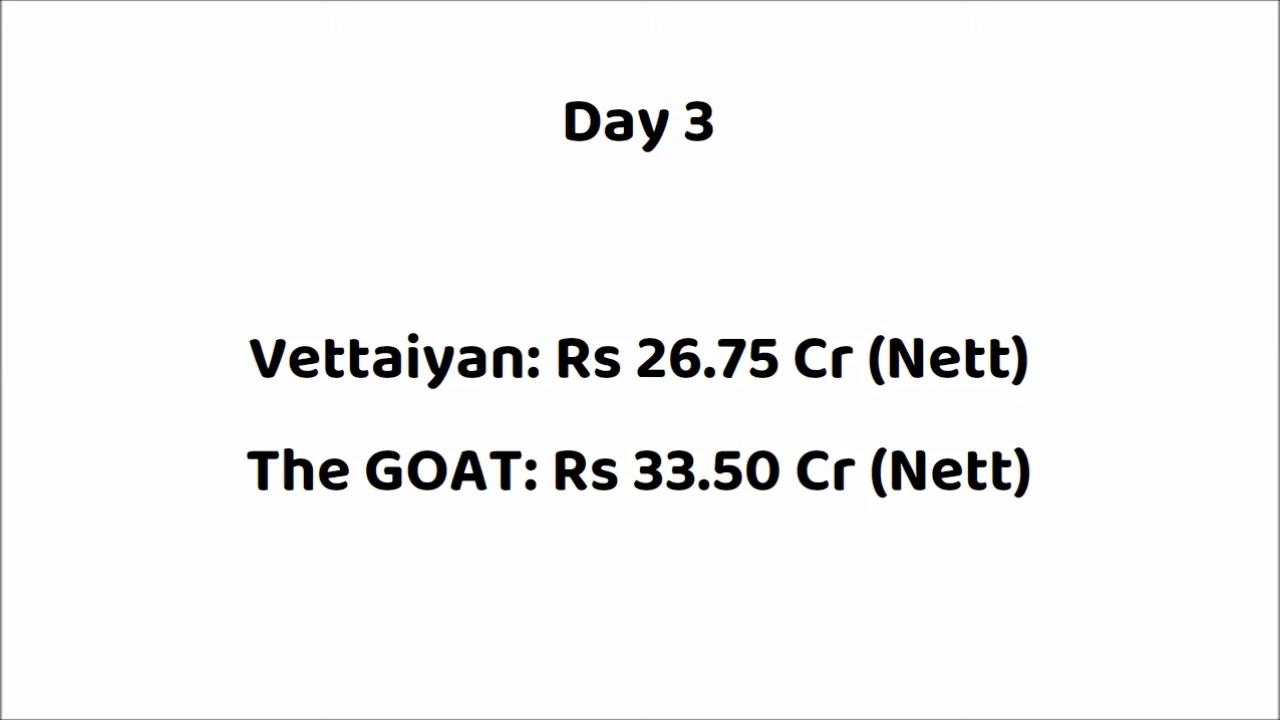 Day 3
Vettaiyan: Rs 26.75 Cr (Nett)
The GOAT: Rs 33.50 Cr (Nett)